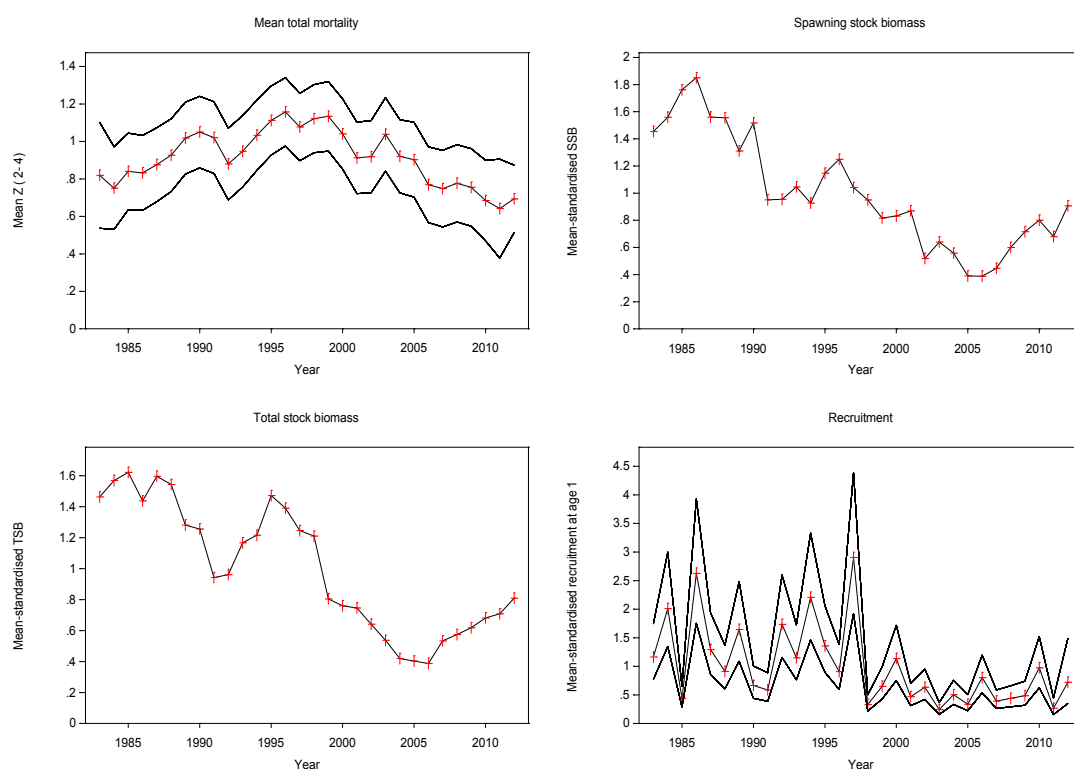 Mean total mortality
Mean Z ( 2- 4)
1.4
1.2
1
.8
.6
.4
.2
0
1985 1990 1995 2000 2005 2010
Year
Spawning stock biomass
Mean-standardised SSB
2
1.8
1.6
1.4
1.2
1
.8
.6
.4
.2
0
1985 1990 1995 2000 2005 2010
Year
Total stock biomass
Mean-standardised TSB
1.6
1.4
1.2
1
.8
.6
.4
.2
0
1985 1990 1995 2000 2005 2010
Year
Recruitment
Mean-standardised recruitment at age 1
4.5
4
3.5
3
2.5
2
1.5
1
.5
0
1985 1990 1995 2000 2005 2010
Year